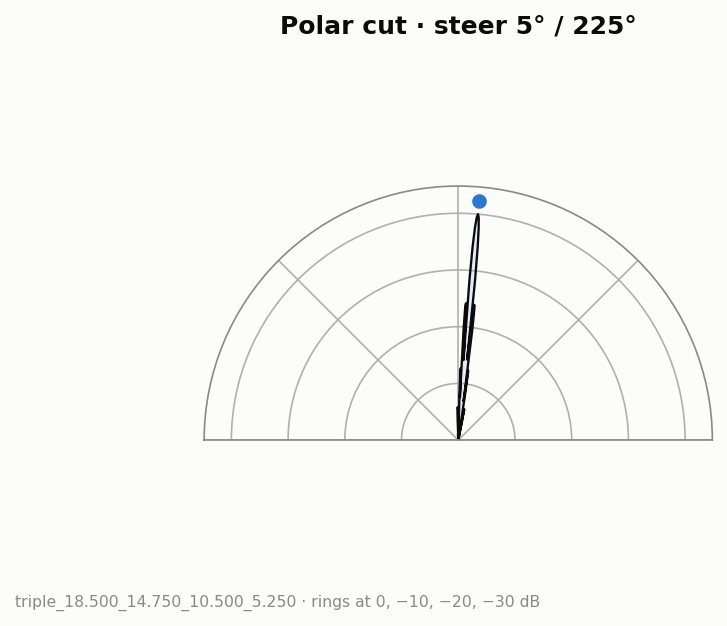 Polar cut · steer 5° / 225°
triple_18.500_14.750_10.500_5.250 · rings at 0, −10, −20, −30 dB